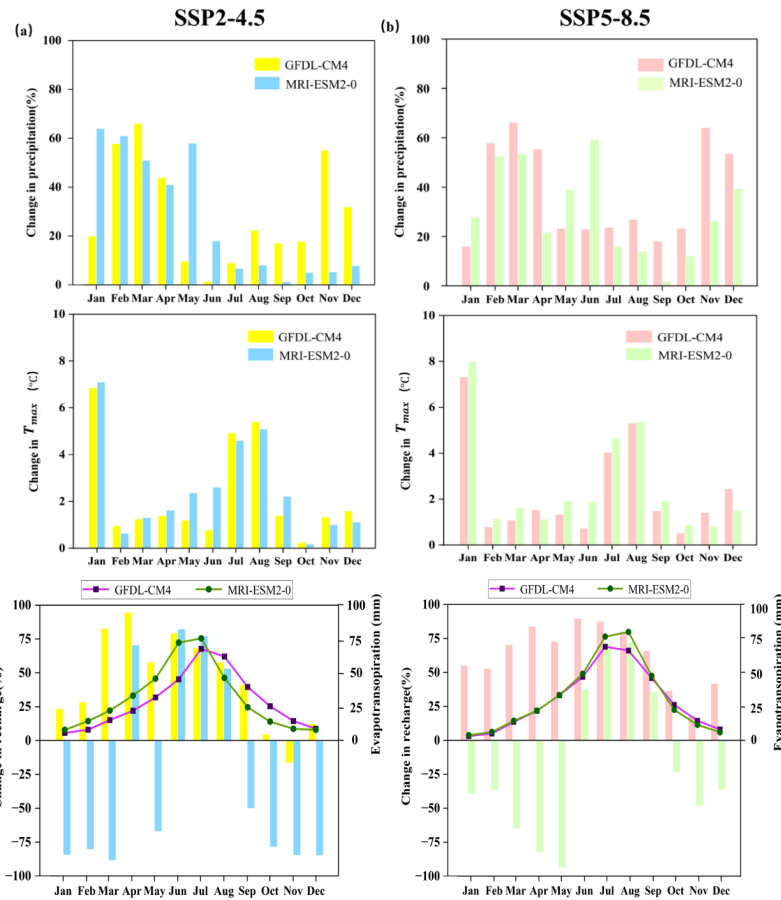 SSP2-4.5
SSP5-8.5
(a)
(b)
Change in precipitation(%)
100
80
60
40
20
0
GFDL-CM4
MRI-ESM2-0
Jan Feb Mar Apr May Jun Jul Aug Sep Oct Nov Dec
Change in precipitation(%)
100
80
60
40
20
0
GFDL-CM4
MRI-ESM2-0
Jan Feb Mar Apr May Jun Jul Aug Sep Oct Nov Dec
Change in Tmax (℃)
10
8
6
4
2
0
GFDL-CM4
MRI-ESM2-0
Jan Feb Mar Apr May Jun Jul Aug Sep Oct Nov Dec
Change in Tmax (℃)
10
8
6
4
2
0
GFDL-CM4
MRI-ESM2-0
Jan Feb Mar Apr May Jun Jul Aug Sep Oct Nov Dec
GFDL-CM4 MRI-ESM2-0
Change in recharge(%)
100
75
50
25
0
−25
−50
−75
−100
100
75
50
25
0
Evapotransopiration (mm)
Jan Feb Mar Apr May Jun Jul Aug Sep Oct Nov Dec
GFDL-CM4 MRI-ESM2-0
Change in recharge(%)
100
75
50
25
0
−25
−50
−75
−100
100
75
50
25
0
Evapotransopiration (mm)
Jan Feb Mar Apr May Jun Jul Aug Sep Oct Nov Dec